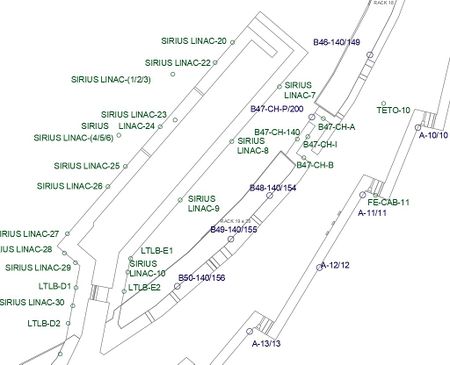 RACK 18
SIRIUS LINAC-20
B46-140/149
SIRIUS LINAC-22
SIRIUS LINAC-(1/2/3)
SIRIUS
LINAC-7
B47-CH-P/200
TETO-10
SIRIUS LINAC-23
B47-CH-A
SIRIUS
LINAC-24
A-10/10
SIRIUS
LINAC-(4/5/6)
B47-CH-140
B47-CH-I
SIRIUS
LINAC-8
B47-CH-B
SIRIUS LINAC-25
SIRIUS LINAC-26
B48-140/154
SIRIUS
LINAC-9
FE-CAB-11
A-11/11
RACK 19 e 20
B49-140/155
SIRIUS LINAC-27
SIRIUS LINAC-28
LTLB-E1
SIRIUS LINAC-29
SIRIUS
LINAC-10
A-12/12
B50-140/156
LTLB-D1
LTLB-E2
SIRIUS LINAC-30
LTLB-D2
A-13/13